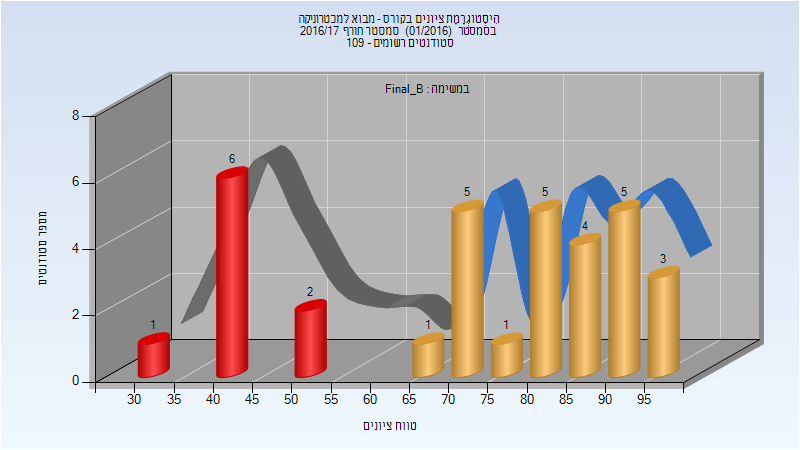 היסטוגרמת ציונים בקורס - מבוא למכטרוניקה
בסמסטר (01/2016) סמסטר חורף 2016/17
סטודנטים רשומים - 109
במשימה : Final_B
מספר סטודנטים
8
6
4
2
0
1
6
2
1
5
1
5
4
5
3
30 35 40 45 50 55 60 65 70 75 80 85 90 95
טווח ציונים